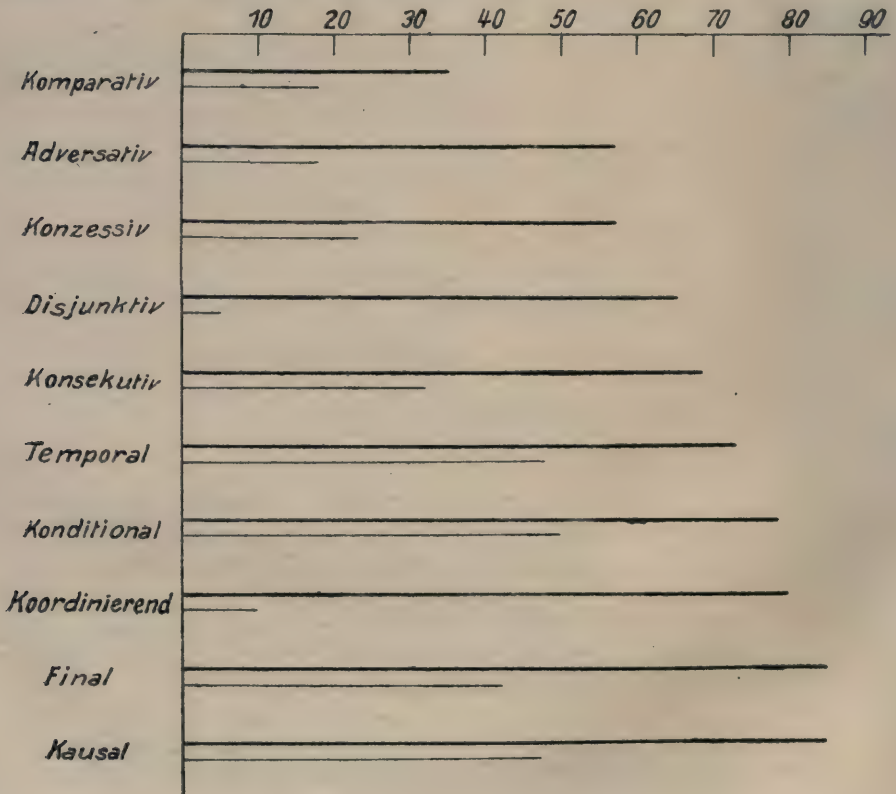 10 20 30 40 50 60 70 80 90
Komparativ
Adversativ
Konzessiv
Disjunktiv
Konsekutiv
Temporal
Konditional
Koordinierend
Final
Kausal